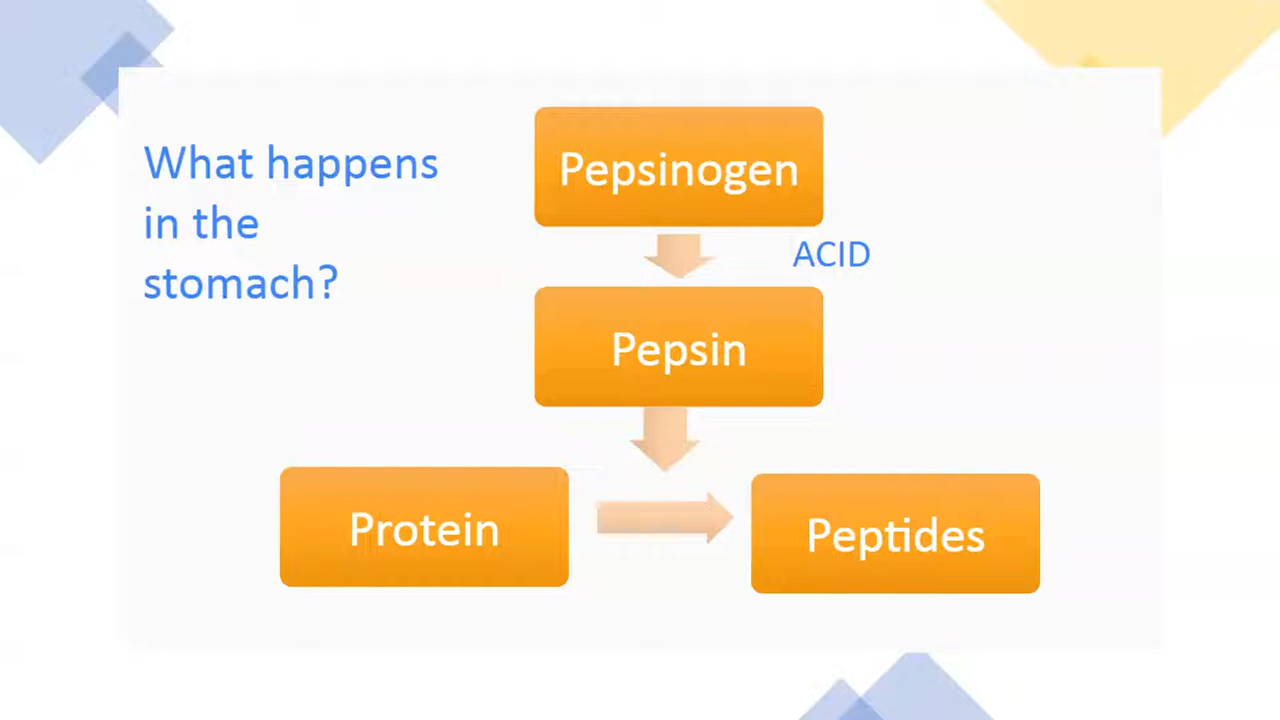 What happens
in the
stomach?
Pepsinogen
ACID
Pepsin
Protein
Peptides